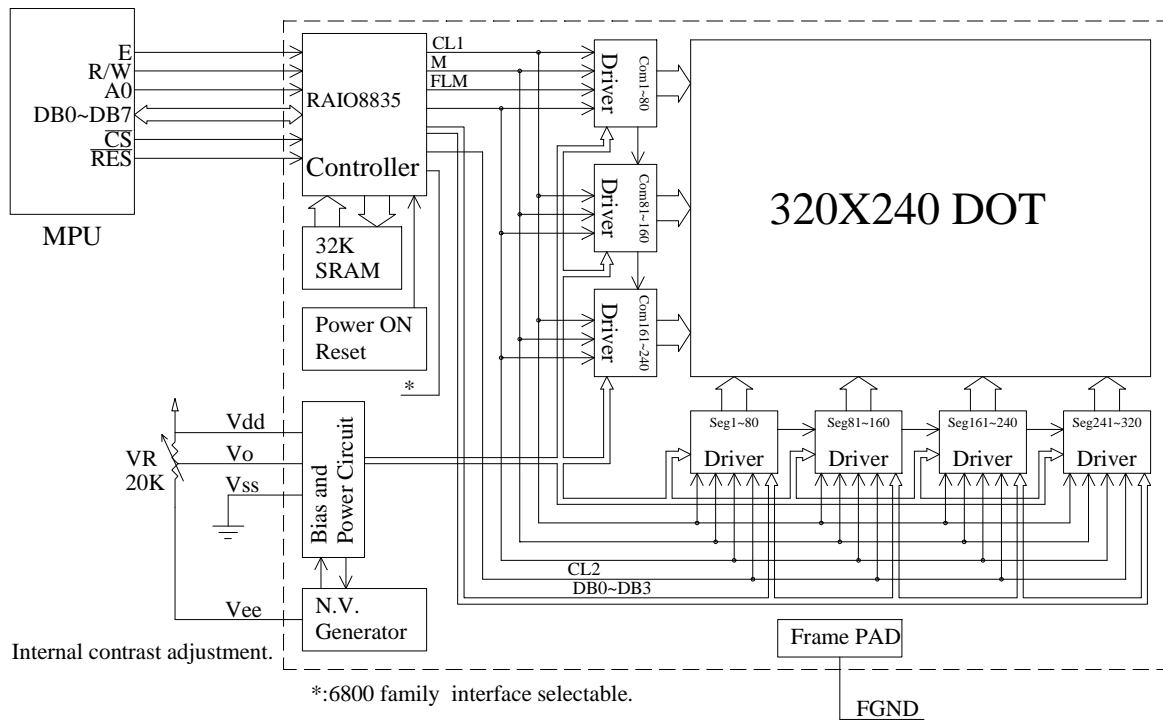 E
R/W
A0
DB0~DB7
CS
RES
MPU
RAIO8835
Controller
32K
SRAM
Power ON
Reset
*
CL1
M
FLM
Driver
Com1~80
Driver
Com81~160
Driver
Com161~240
320X240 DOT
Seg1~80
Driver
Seg81~160
Driver
Seg161~240
Driver
Seg241~320
Driver
CL2
DB0~DB3
Vdd
Vo
Vss
Vee
VR
20K
Bias and
Power Circuit
N.V.
Generator
Internal contrast adjustment.
Frame PAD
FGND
*:6800 family interface selectable.